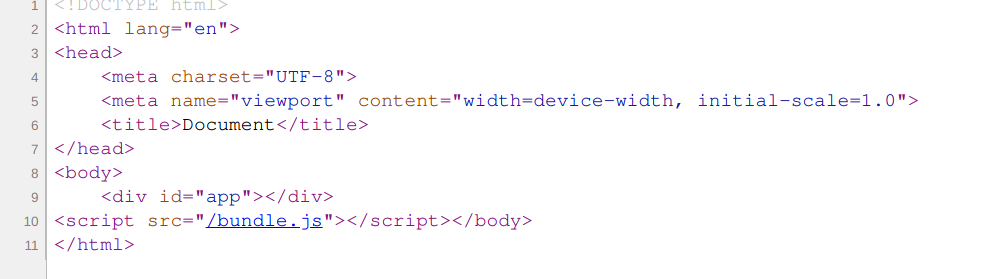 1 <!DOCTYPE html>
2 <html lang="en">
3 <head>
4     <meta charset="UTF-8">
5     <meta name="viewport" content="width=device-width, initial-scale=1.0">
6     <title>Document</title>
7 </head>
8 <body>
9     <div id="app"></div>
10 <script src="/bundle.js"></script></body>
11 </html>